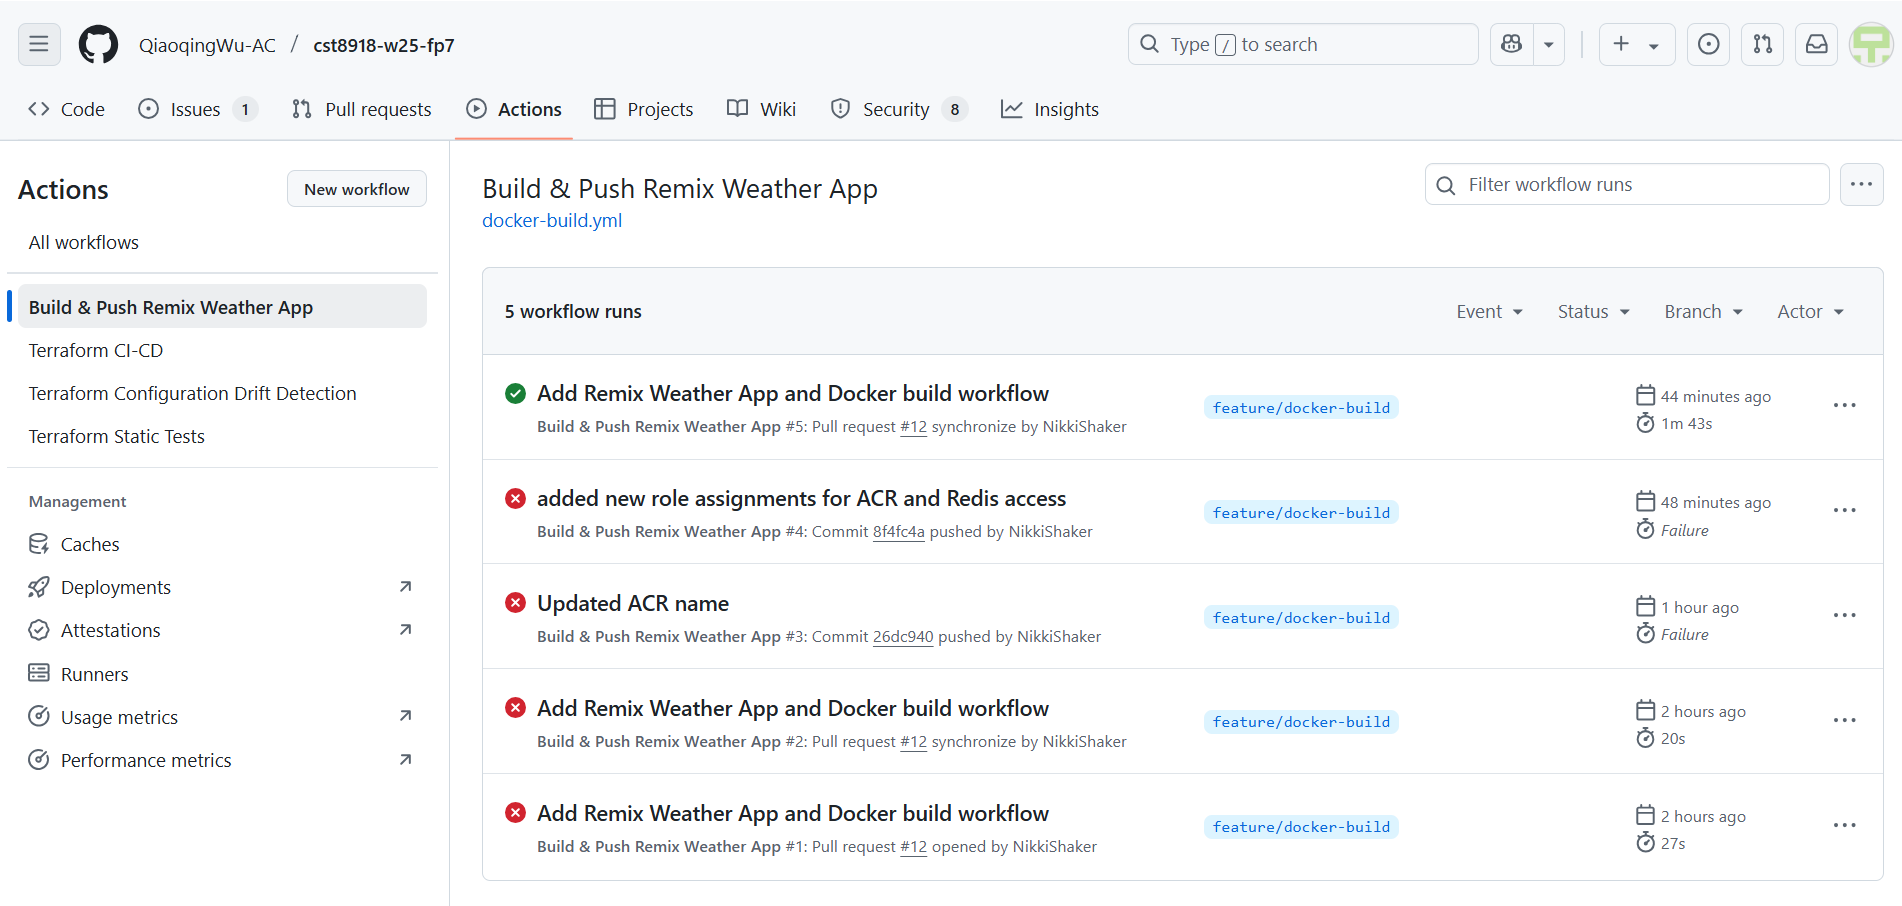 QiaoqingWu-AC / cst8918-w25-fp7
Type / to search
Code
Issues 1
Pull requests
Actions
Projects
Wiki
Security 8
Insights
Actions
New workflow
All workflows
Build & Push Remix Weather App
Terraform CI-CD
Terraform Configuration Drift Detection
Terraform Static Tests
Management
Caches
Deployments
Attestations
Runners
Usage metrics
Performance metrics
Build & Push Remix Weather App
docker-build.yml
Filter workflow runs
5 workflow runs
Event
Status
Branch
Actor
Add Remix Weather App and Docker build workflow
Build & Push Remix Weather App #5: Pull request #12 synchronize by NikkiShaker
feature/docker-build
44 minutes ago
1m 43s
added new role assignments for ACR and Redis access
Build & Push Remix Weather App #4: Commit 8f4fc4a pushed by NikkiShaker
feature/docker-build
48 minutes ago
Failure
Updated ACR name
Build & Push Remix Weather App #3: Commit 26dc940 pushed by NikkiShaker
feature/docker-build
1 hour ago
Failure
Add Remix Weather App and Docker build workflow
Build & Push Remix Weather App #2: Pull request #12 synchronize by NikkiShaker
feature/docker-build
2 hours ago
20s
Add Remix Weather App and Docker build workflow
Build & Push Remix Weather App #1: Pull request #12 opened by NikkiShaker
feature/docker-build
2 hours ago
27s